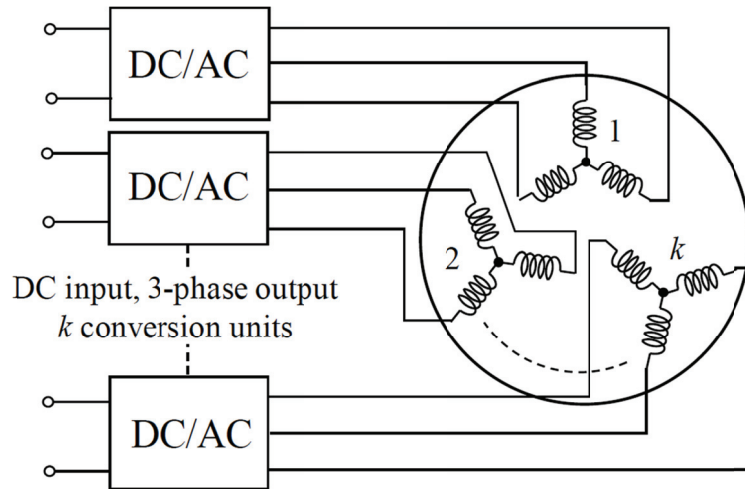 DC/AC
1
DC/AC
2
k
DC input, 3-phase output
k conversion units
DC/AC